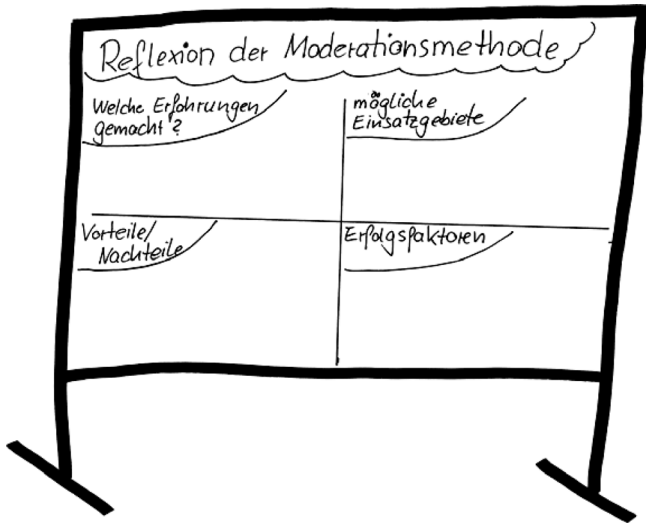 Reflexion der Moderationsmethode
Welche Erfahrungen
gemacht?
mögliche
Einsatzgebiete
Vorteile/
Nachteile
Erfolgsfaktoren